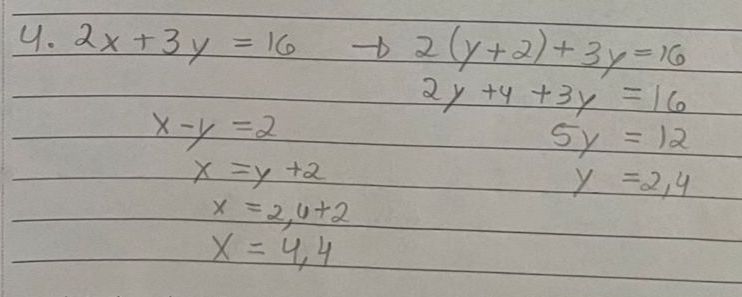 4. 2x + 3y = 16 → 2(y+2) + 3y = 16
2y + 4 + 3y = 16
x - y = 2
5y = 12
x = y + 2
y = 2,4
x = 2,4 + 2
x = 4,4